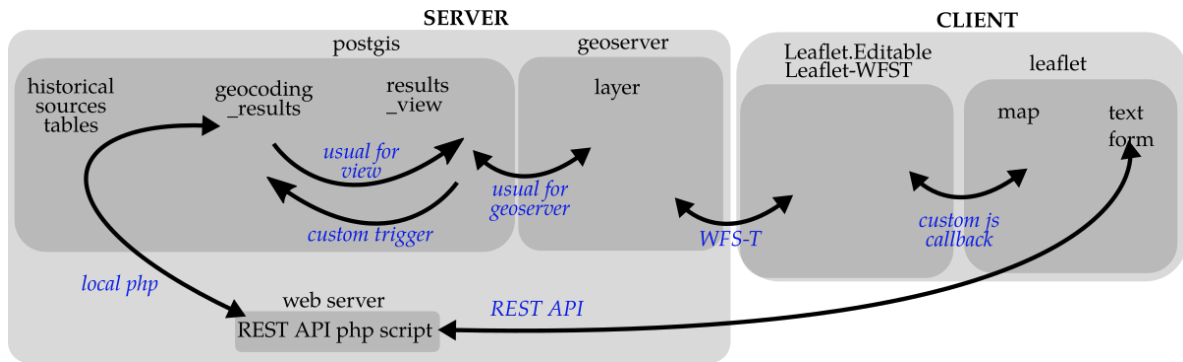 SERVER
CLIENT
postgis
geoserver
Leaflet.Editable
Leaflet-WFST
leaflet
historical
sources
tables
geocoding
_results
results
_view
layer
map
text
form
usual for
view
custom trigger
usual for
geoserver
WFS-T
custom js
callback
local php
web server
REST API php script
REST API